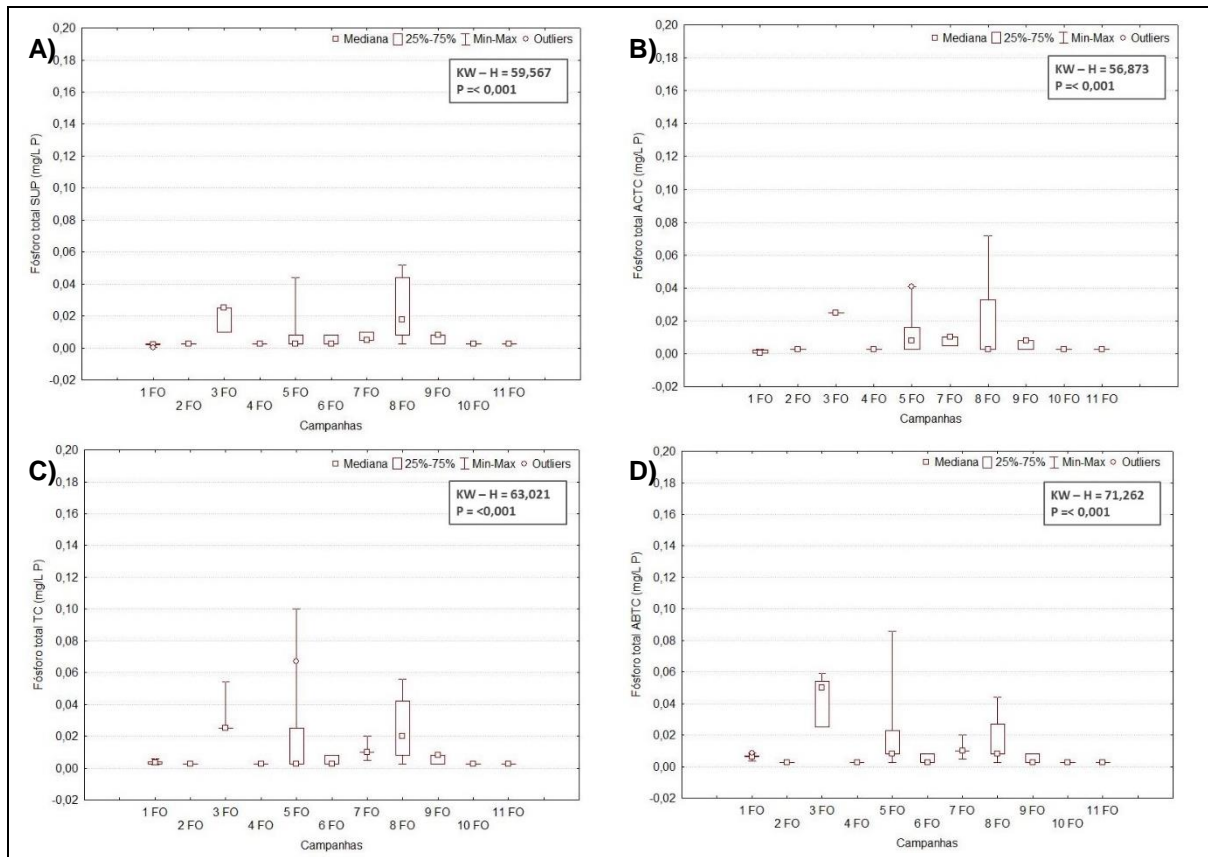 A)
Mediana 25%-75% Min-Max Outliers
KW – H = 59,567
P =< 0,001
Fósforo total SUP (mg/L P)
0,20
0,18
0,16
0,14
0,12
0,10
0,08
0,06
0,04
0,02
0,00
-0,02
1 FO 3 FO 5 FO 7 FO 9 FO 11 FO
2 FO 4 FO 6 FO 8 FO 10 FO
Campanhas
B)
Mediana 25%-75% Min-Max Outliers
KW – H = 56,873
P =< 0,001
Fósforo total ACTC (mg/L P)
0,20
0,18
0,16
0,14
0,12
0,10
0,08
0,06
0,04
0,02
0,00
-0,02
1 FO 3 FO 5 FO 7 FO 9 FO 11 FO
2 FO 4 FO 6 FO 8 FO 10 FO
Campanhas
C)
Mediana 25%-75% Min-Max Outliers
KW – H = 63,021
P = <0,001
Fósforo total TC (mg/L P)
0,20
0,18
0,16
0,14
0,12
0,10
0,08
0,06
0,04
0,02
0,00
-0,02
1 FO 3 FO 5 FO 7 FO 9 FO 11 FO
2 FO 4 FO 6 FO 8 FO 10 FO
Campanhas
D)
Mediana 25%-75% Min-Max Outliers
KW – H = 71,262
P =< 0,001
Fósforo total ABTC (mg/L P)
0,20
0,18
0,16
0,14
0,12
0,10
0,08
0,06
0,04
0,02
0,00
-0,02
1 FO 3 FO 5 FO 7 FO 9 FO 11 FO
2 FO 4 FO 6 FO 8 FO 10 FO
Campanhas